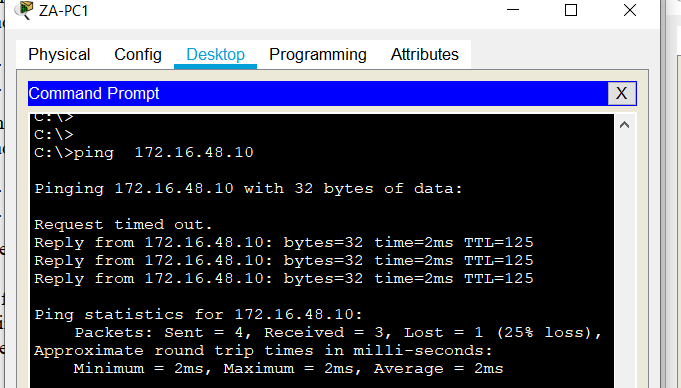 ZA-PC1
Physical Config Desktop Programming Attributes
Command Prompt X
C:\>
C:\>
C:\>ping  172.16.48.10
Pinging 172.16.48.10 with 32 bytes of data:
Request timed out.
Reply from 172.16.48.10: bytes=32 time=2ms TTL=125
Reply from 172.16.48.10: bytes=32 time=2ms TTL=125
Reply from 172.16.48.10: bytes=32 time=2ms TTL=125
Ping statistics for 172.16.48.10:
    Packets: Sent = 4, Received = 3, Lost = 1 (25% loss),
Approximate round trip times in milli-seconds:
    Minimum = 2ms, Maximum = 2ms, Average = 2ms